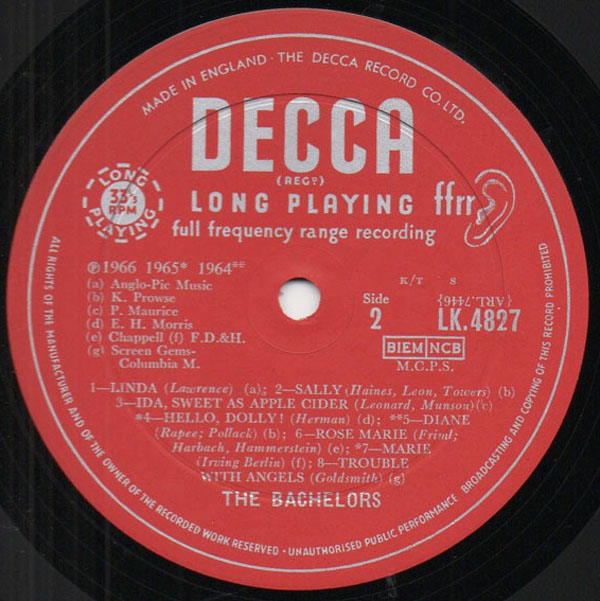 MADE IN ENGLAND · THE DECCA RECORD CO. LTD.
DECCA
(REGD)
LONG PLAYING ffrr
full frequency range recording
LONG PLAYING
33⅓
RPM
℗1966 1965* 1964**
(a) Anglo-Pic Music
(b) K. Prowse
(c) P. Maurice
(d) E. H. Morris
(e) Chappell (f) F.D.&H.
(g) Screen Gems-
Columbia M.
K/T S
Side
2
{ARL.7446}
LK.4827
BIEM NCB
M.C.P.S.
1—LINDA (Lawrence) (a); 2—SALLY (Haines, Leon, Towers) (b)
3—IDA, SWEET AS APPLE CIDER (Leonard, Munsou)(c)
*4—HELLO, DOLLY! (Herman) (d); **5—DIANE
(Rapee; Pollack) (b); 6—ROSE MARIE (Friml;
Harbach, Hammerstein) (e); *7—MARIE
(Irving Berlin) (f); 8—TROUBLE
WITH ANGELS (Goldsmith) (g)
THE BACHELORS
ALL RIGHTS OF THE MANUFACTURER AND OF THE OWNER OF THE RECORDED WORK RESERVED · UNAUTHORISED PUBLIC PERFORMANCE BROADCASTING AND COPYING OF THIS RECORD PROHIBITED